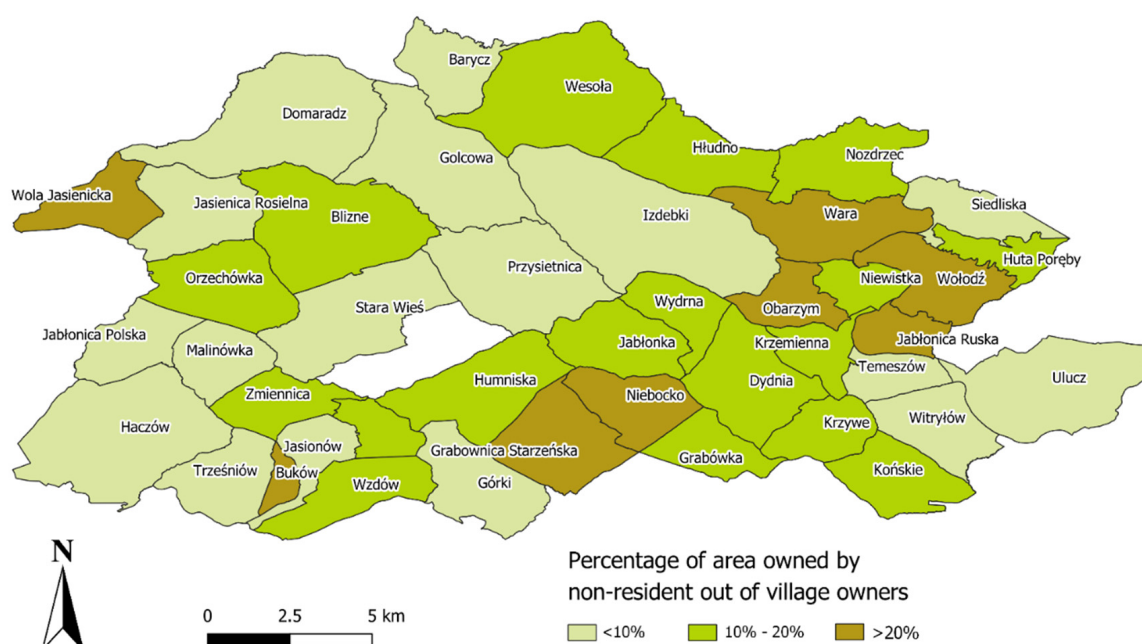 Barycz
Wesoła
Domaradz
Hłudno
Golcowa
Nozdrzec
Wola Jasienicka
Jasienica Rosielna
Blizne
Izdebki
Wara
Siedliska
Huta Poręby
Przysietnica
Orzechówka
Niewistka
Wołodź
Stara Wieś
Wydrna
Obarzym
Jabłonica Polska
Malinówka
Jabłonka
Krzemienna
Jabłonica Ruska
Temeszów
Ulucz
Humniska
Dydnia
Zmiennica
Niebocko
Haczów
Witryłów
Krzywe
Jasionów
Grabownica Starzeńska
Trześniów
Buków
Wzdów
Górki
Grabówka
Końskie
N
0 2.5 5 km
Percentage of area owned by
non-resident out of village owners
<10% 10% - 20% >20%